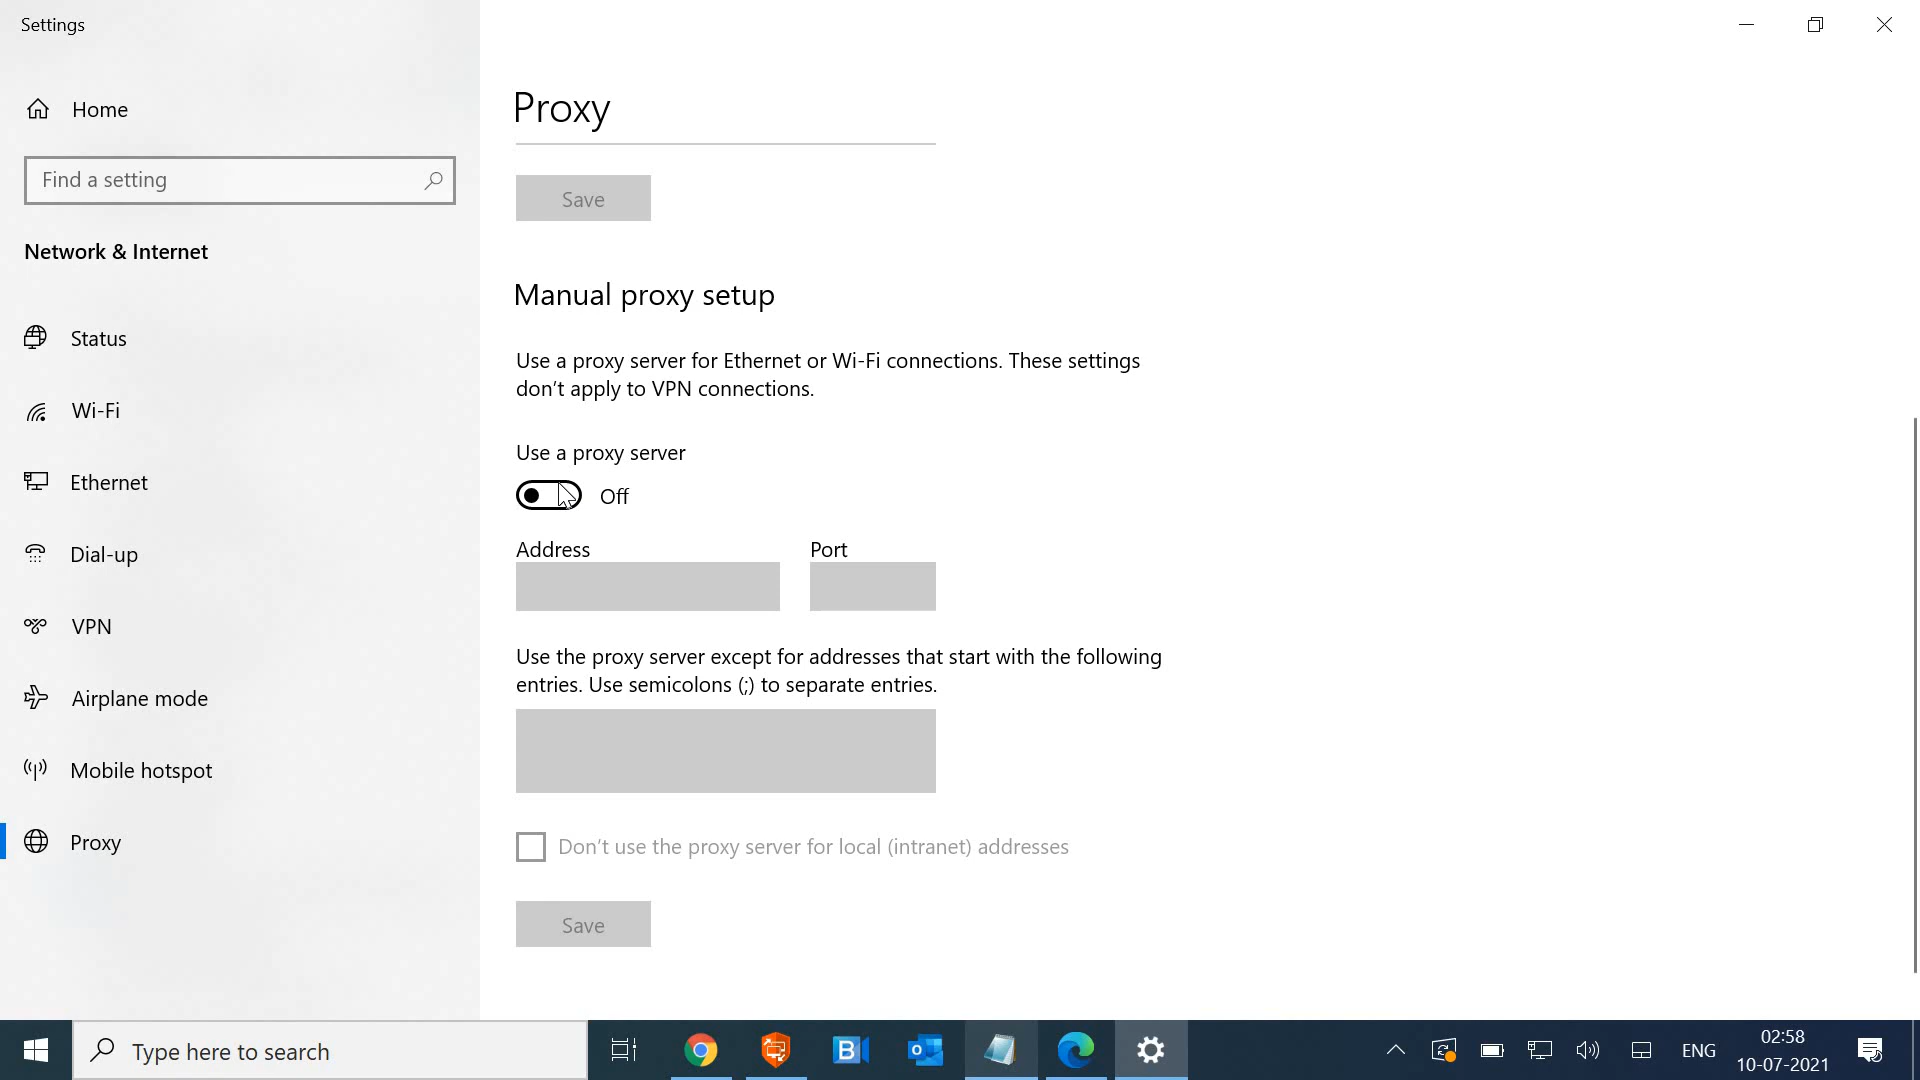 Settings
Home
Find a setting
Network & Internet
Status
Wi-Fi
Ethernet
Dial-up
VPN
Airplane mode
Mobile hotspot
Proxy
Proxy
Save
Manual proxy setup
Use a proxy server for Ethernet or Wi-Fi connections. These settings
don't apply to VPN connections.
Use a proxy server
Off
Address Port
Use the proxy server except for addresses that start with the following
entries. Use semicolons (;) to separate entries.
Don't use the proxy server for local (intranet) addresses
Save
Type here to search
ENG
02:58
10-07-2021